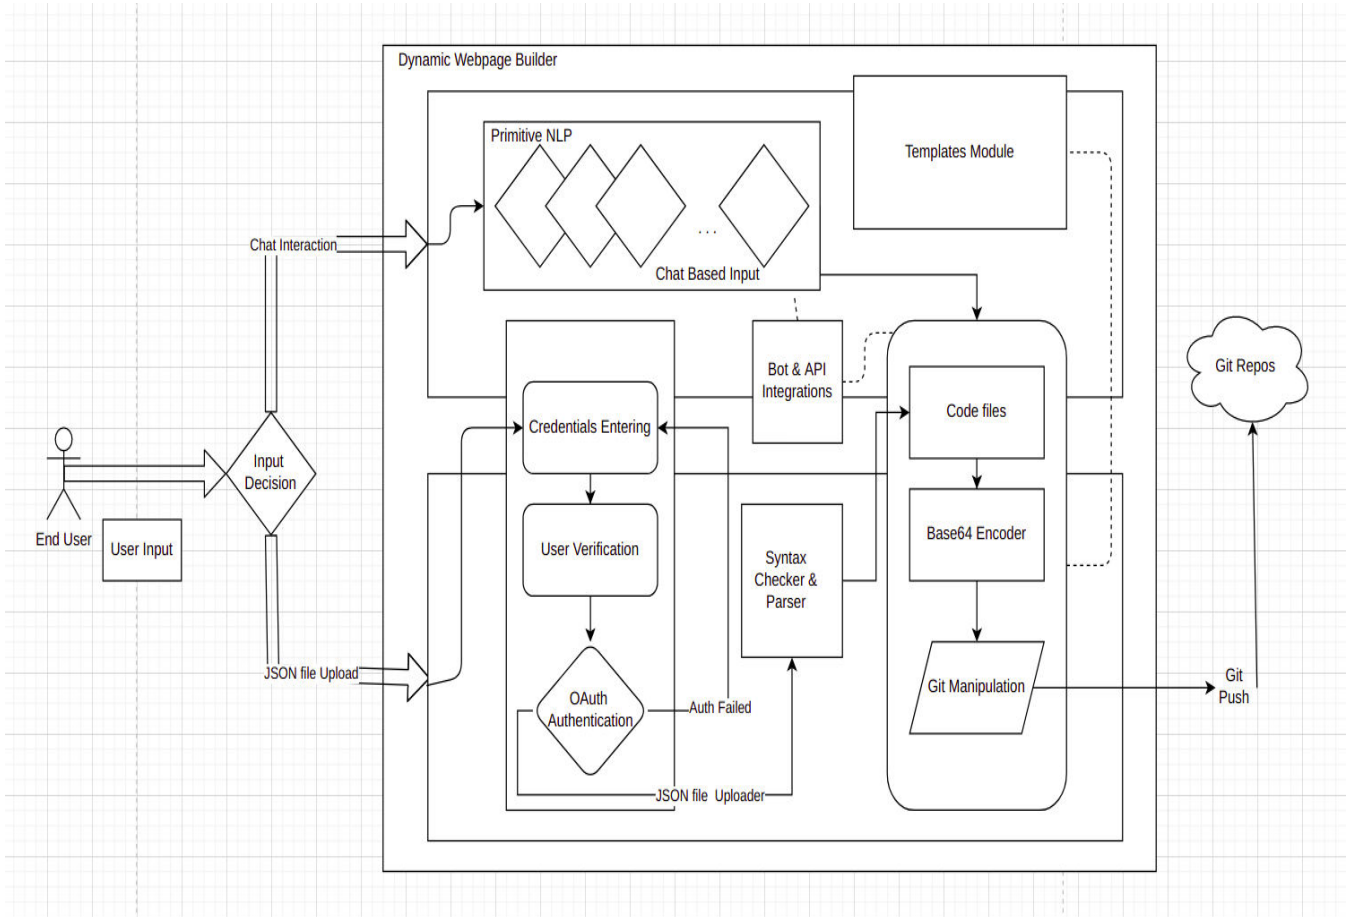 Dynamic Webpage Builder
Primitive NLP
Templates Module
. . .
Chat Interaction
Chat Based Input
Bot & API
Integrations
Git Repos
Code files
Credentials Entering
Input
Decision
End User
User Input
User Verification
Syntax
Checker &
Parser
Base64 Encoder
JSON file Upload
OAuth
Authentication
Auth Failed
Git Manipulation
Git
Push
JSON file Uploader